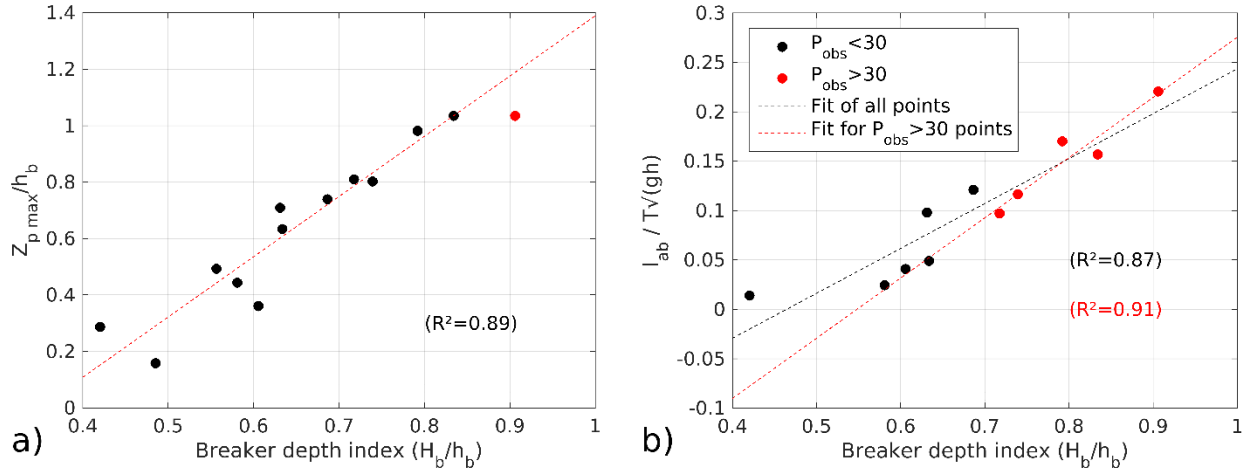 1.4
1.2
1
0.8
0.6
0.4
0.2
0
Z_p max/h_b
0.4 0.5 0.6 0.7 0.8 0.9 1
Breaker depth index (H_b/h_b)
(R²=0.89)
a)
0.3
0.25
0.2
0.15
0.1
0.05
0
-0.05
-0.1
l_ab / T√(gh)
P_obs<30
P_obs>30
Fit of all points
Fit for P_obs>30 points
(R²=0.87)
(R²=0.91)
0.4 0.5 0.6 0.7 0.8 0.9 1
Breaker depth index (H_b/h_b)
b)